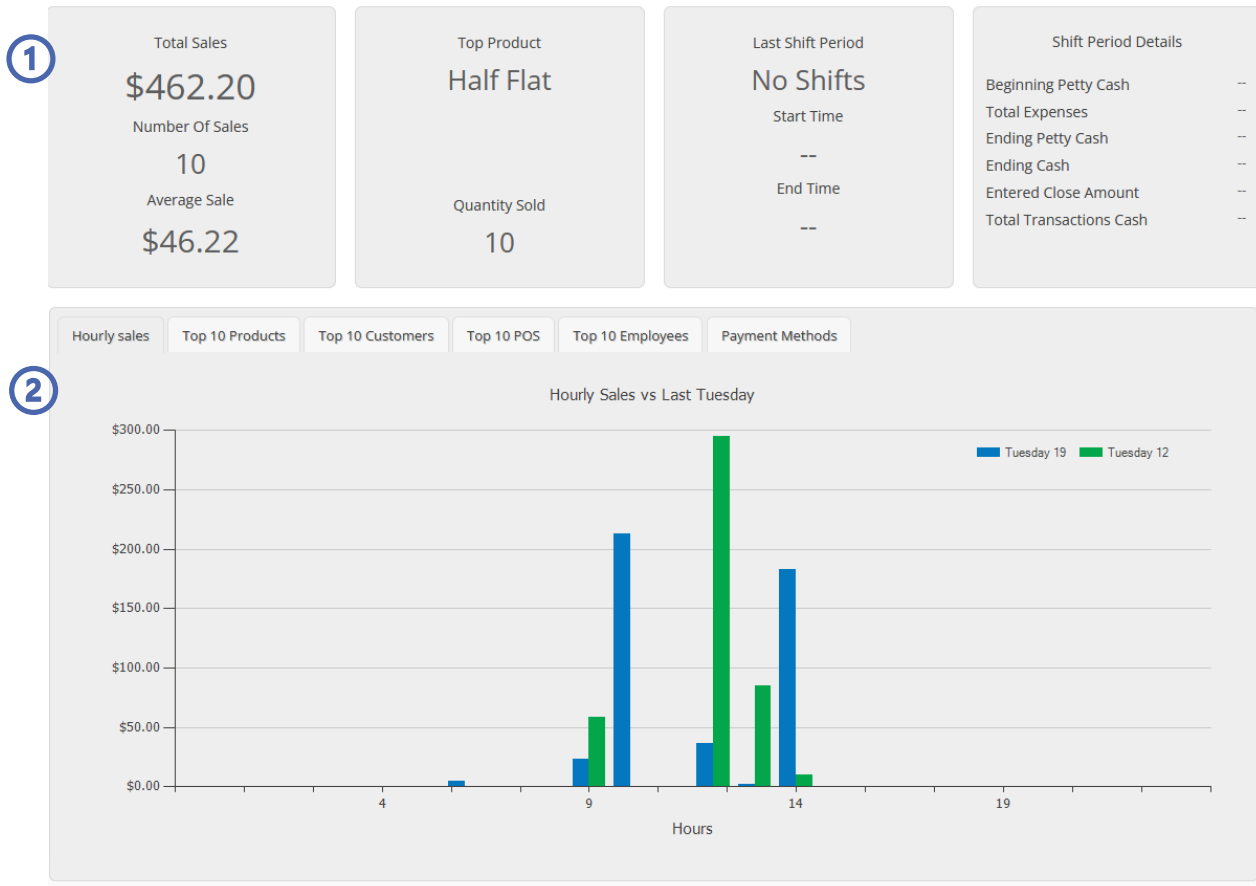 1
Total Sales
$462.20
Number Of Sales
10
Average Sale
$46.22
Top Product
Half Flat
Quantity Sold
10
Last Shift Period
No Shifts
Start Time
--
End Time
--
Shift Period Details
Beginning Petty Cash --
Total Expenses --
Ending Petty Cash --
Ending Cash --
Entered Close Amount --
Total Transactions Cash --
Hourly sales Top 10 Products Top 10 Customers Top 10 POS Top 10 Employees Payment Methods
2
Hourly Sales vs Last Tuesday
Tuesday 19 Tuesday 12
$300.00
$250.00
$200.00
$150.00
$100.00
$50.00
$0.00
4 9 14 19
Hours